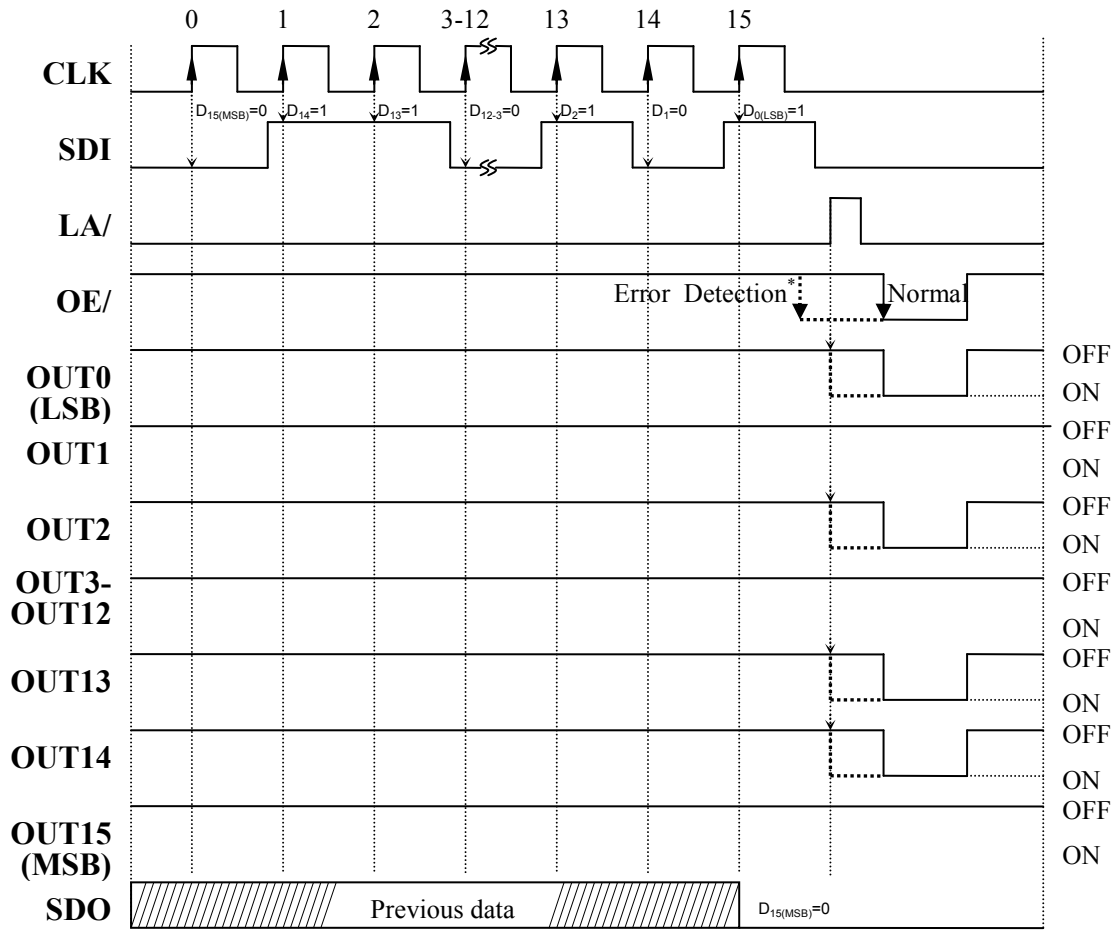 0 1 2 3-12 13 14 15
CLK
D15(MSB)=0 D14=1 D13=1 D12-3=0 D2=1 D1=0 D0(LSB)=1
SDI
LA/
OE/ Error Detection* Normal
OFF
OUT0
(LSB)
ON
OFF
OUT1
ON
OFF
OUT2
ON
OUT3-
OUT12
OFF
ON
OFF
OUT13
ON
OFF
OUT14
ON
OFF
OUT15
(MSB)
ON
SDO Previous data D15(MSB)=0